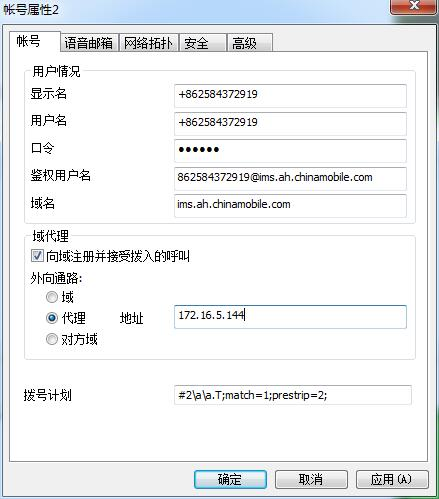 帐号属性2
帐号 语音邮箱 网络拓扑 安全 高级
用户情况
显示名 +862584372919
用户名 +862584372919
口令 ●●●●●●
鉴权用户名 862584372919@ims.ah.chinamobile.com
域名 ims.ah.chinamobile.com
域代理
向域注册并接受拨入的呼叫
外向通路:
域
代理 地址 172.16.5.144
对方域
拨号计划 #2\a\a.T;match=1;prestrip=2;
确定 取消 应用(A)